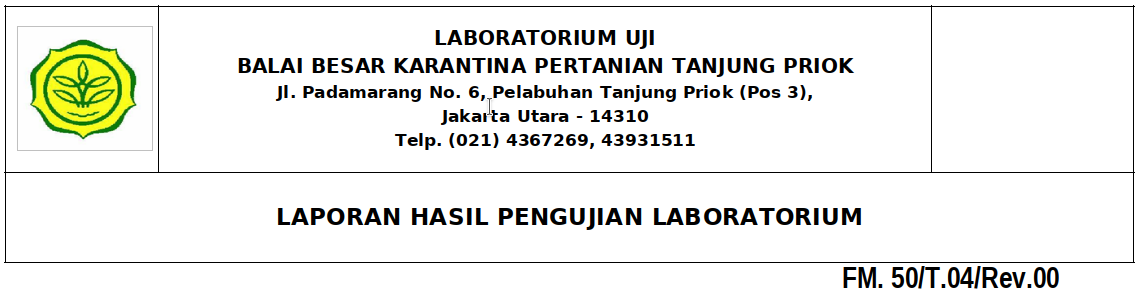 LABORATORIUM UJI
BALAI BESAR KARANTINA PERTANIAN TANJUNG PRIOK
Jl. Padamarang No. 6, Pelabuhan Tanjung Priok (Pos 3),
Jakarta Utara - 14310
Telp. (021) 4367269, 43931511
LAPORAN HASIL PENGUJIAN LABORATORIUM
FM. 50/T.04/Rev.00